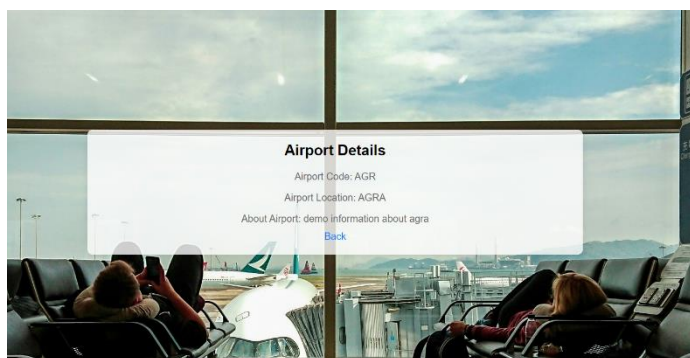 Airport Details
Airport Code: AGR
Airport Location: AGRA
About Airport: demo information about agra
Back